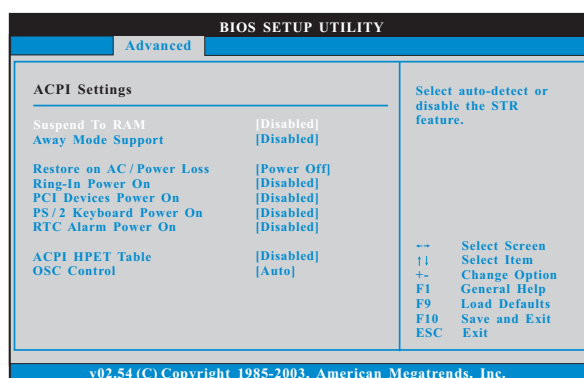 BIOS SETUP UTILITY
Advanced
ACPI Settings
Suspend To RAM [Disabled]
Away Mode Support [Disabled]
Restore on AC / Power Loss [Power Off]
Ring-In Power On [Disabled]
PCI Devices Power On [Disabled]
PS / 2 Keyboard Power On [Disabled]
RTC Alarm Power On [Disabled]
ACPI HPET Table [Disabled]
OSC Control [Auto]
Select auto-detect or
disable the STR
feature.
←→ Select Screen
↑↓ Select Item
+- Change Option
F1 General Help
F9 Load Defaults
F10 Save and Exit
ESC Exit
v02.54 (C) Copyright 1985-2003, American Megatrends, Inc.